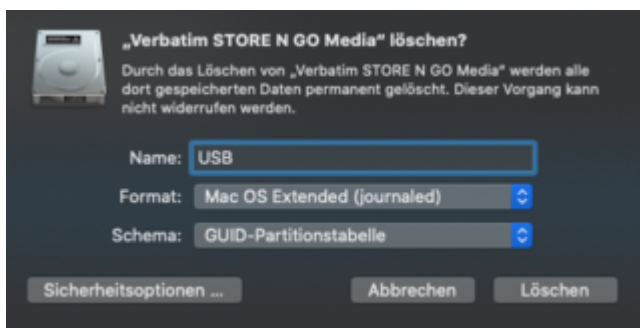 „Verbatim STORE N GO Media“ löschen?
Durch das Löschen von „Verbatim STORE N GO Media“ werden alle
dort gespeicherten Daten permanent gelöscht. Dieser Vorgang kann
nicht widerrufen werden.
Name: USB
Format: Mac OS Extended (journaled)
Schema: GUID-Partitionstabelle
Sicherheitsoptionen ... Abbrechen Löschen